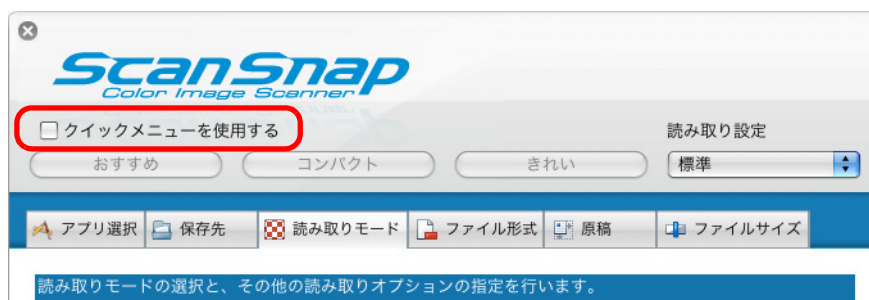 ScanSnap
Color Image Scanner
クイックメニューを使用する
読み取り設定
おすすめ コンパクト きれい 標準
アプリ選択 保存先 読み取りモード ファイル形式 原稿 ファイルサイズ
読み取りモードの選択と、その他の読み取りオプションの指定を行います。